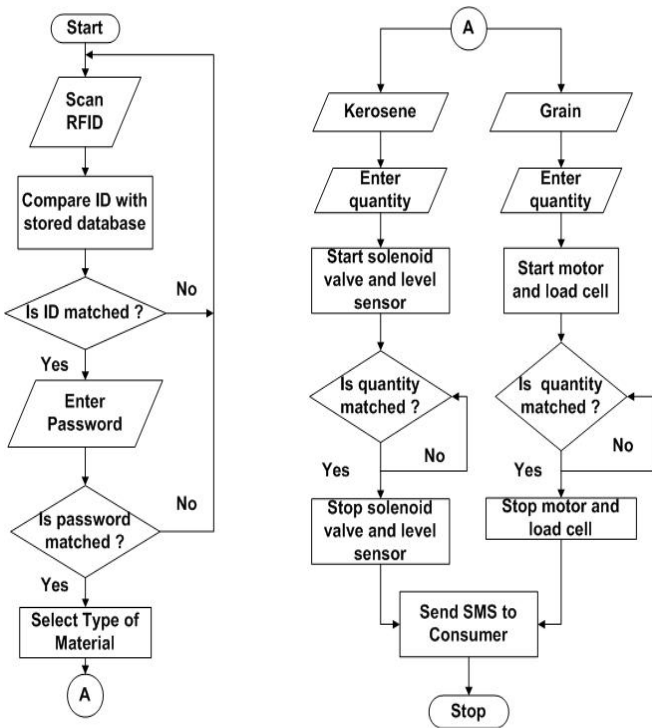 Start
Scan
RFID
Compare ID with
stored database
Is ID matched ?
No
Yes
Enter
Password
Is password
matched ?
No
Yes
Select Type of
Material
A
A
Kerosene
Enter
quantity
Start solenoid
valve and level
sensor
Is quantity
matched ?
No
Yes
Stop solenoid
valve and level
sensor
Grain
Enter
quantity
Start motor
and load cell
Is quantity
matched ?
No
Yes
Stop motor and
load cell
Send SMS to
Consumer
Stop